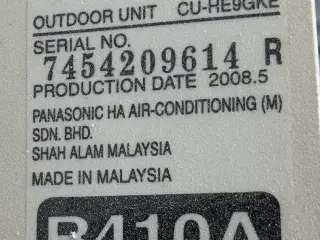 OUTDOOR UNIT CU-HE9GKE
SERIAL NO.
7454209614 R
PRODUCTION DATE 2008.5
PANASONIC HA AIR-CONDITIONING (M)
SDN. BHD.
SHAH ALAM MALAYSIA
MADE IN MALAYSIA
R410A